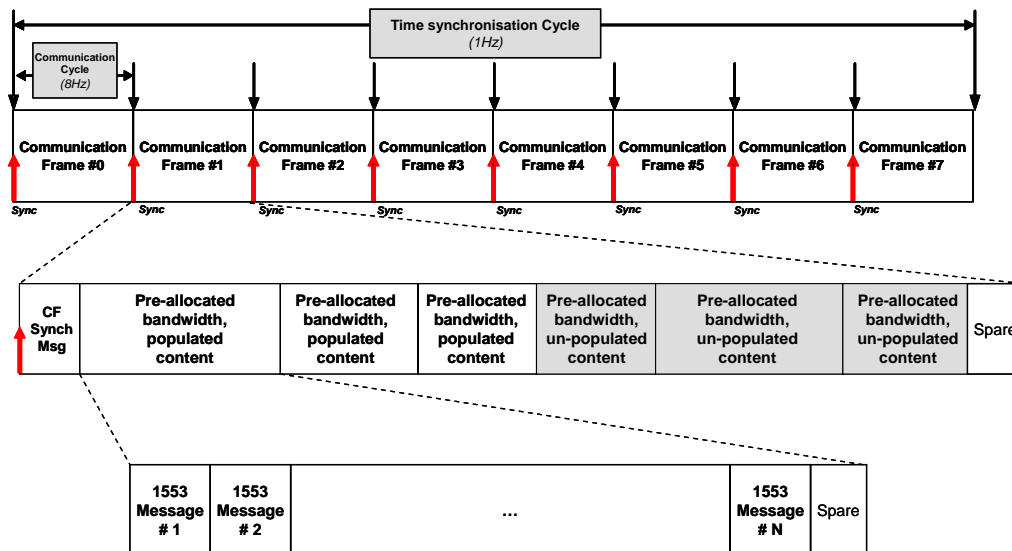 Time synchronisation Cycle
(1Hz)
Communication
Cycle
(8Hz)
Communication
Frame #0
Communication
Frame #1
Communication
Frame #2
Communication
Frame #3
Communication
Frame #4
Communication
Frame #5
Communication
Frame #6
Communication
Frame #7
Sync
Sync
Sync
Sync
Sync
Sync
Sync
Sync
CF
Synch
Msg
Pre-allocated
bandwidth,
populated
content
Pre-allocated
bandwidth,
populated
content
Pre-allocated
bandwidth,
populated
content
Pre-allocated
bandwidth,
un-populated
content
Pre-allocated
bandwidth,
un-populated
content
Pre-allocated
bandwidth,
un-populated
content
Spare
1553
Message
# 1
1553
Message
# 2
...
1553
Message
# N
Spare